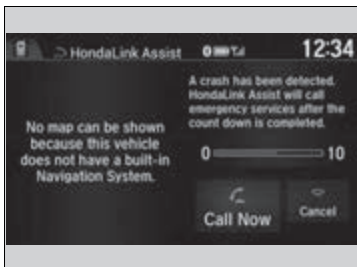 HondaLink Assist
12:34
A crash has been detected.
HondaLink Assist will call
emergency services after the
count down is completed.
No map can be shown
because this vehicle
does not have a built-in
Navigation System.
0 10
Call Now
Cancel